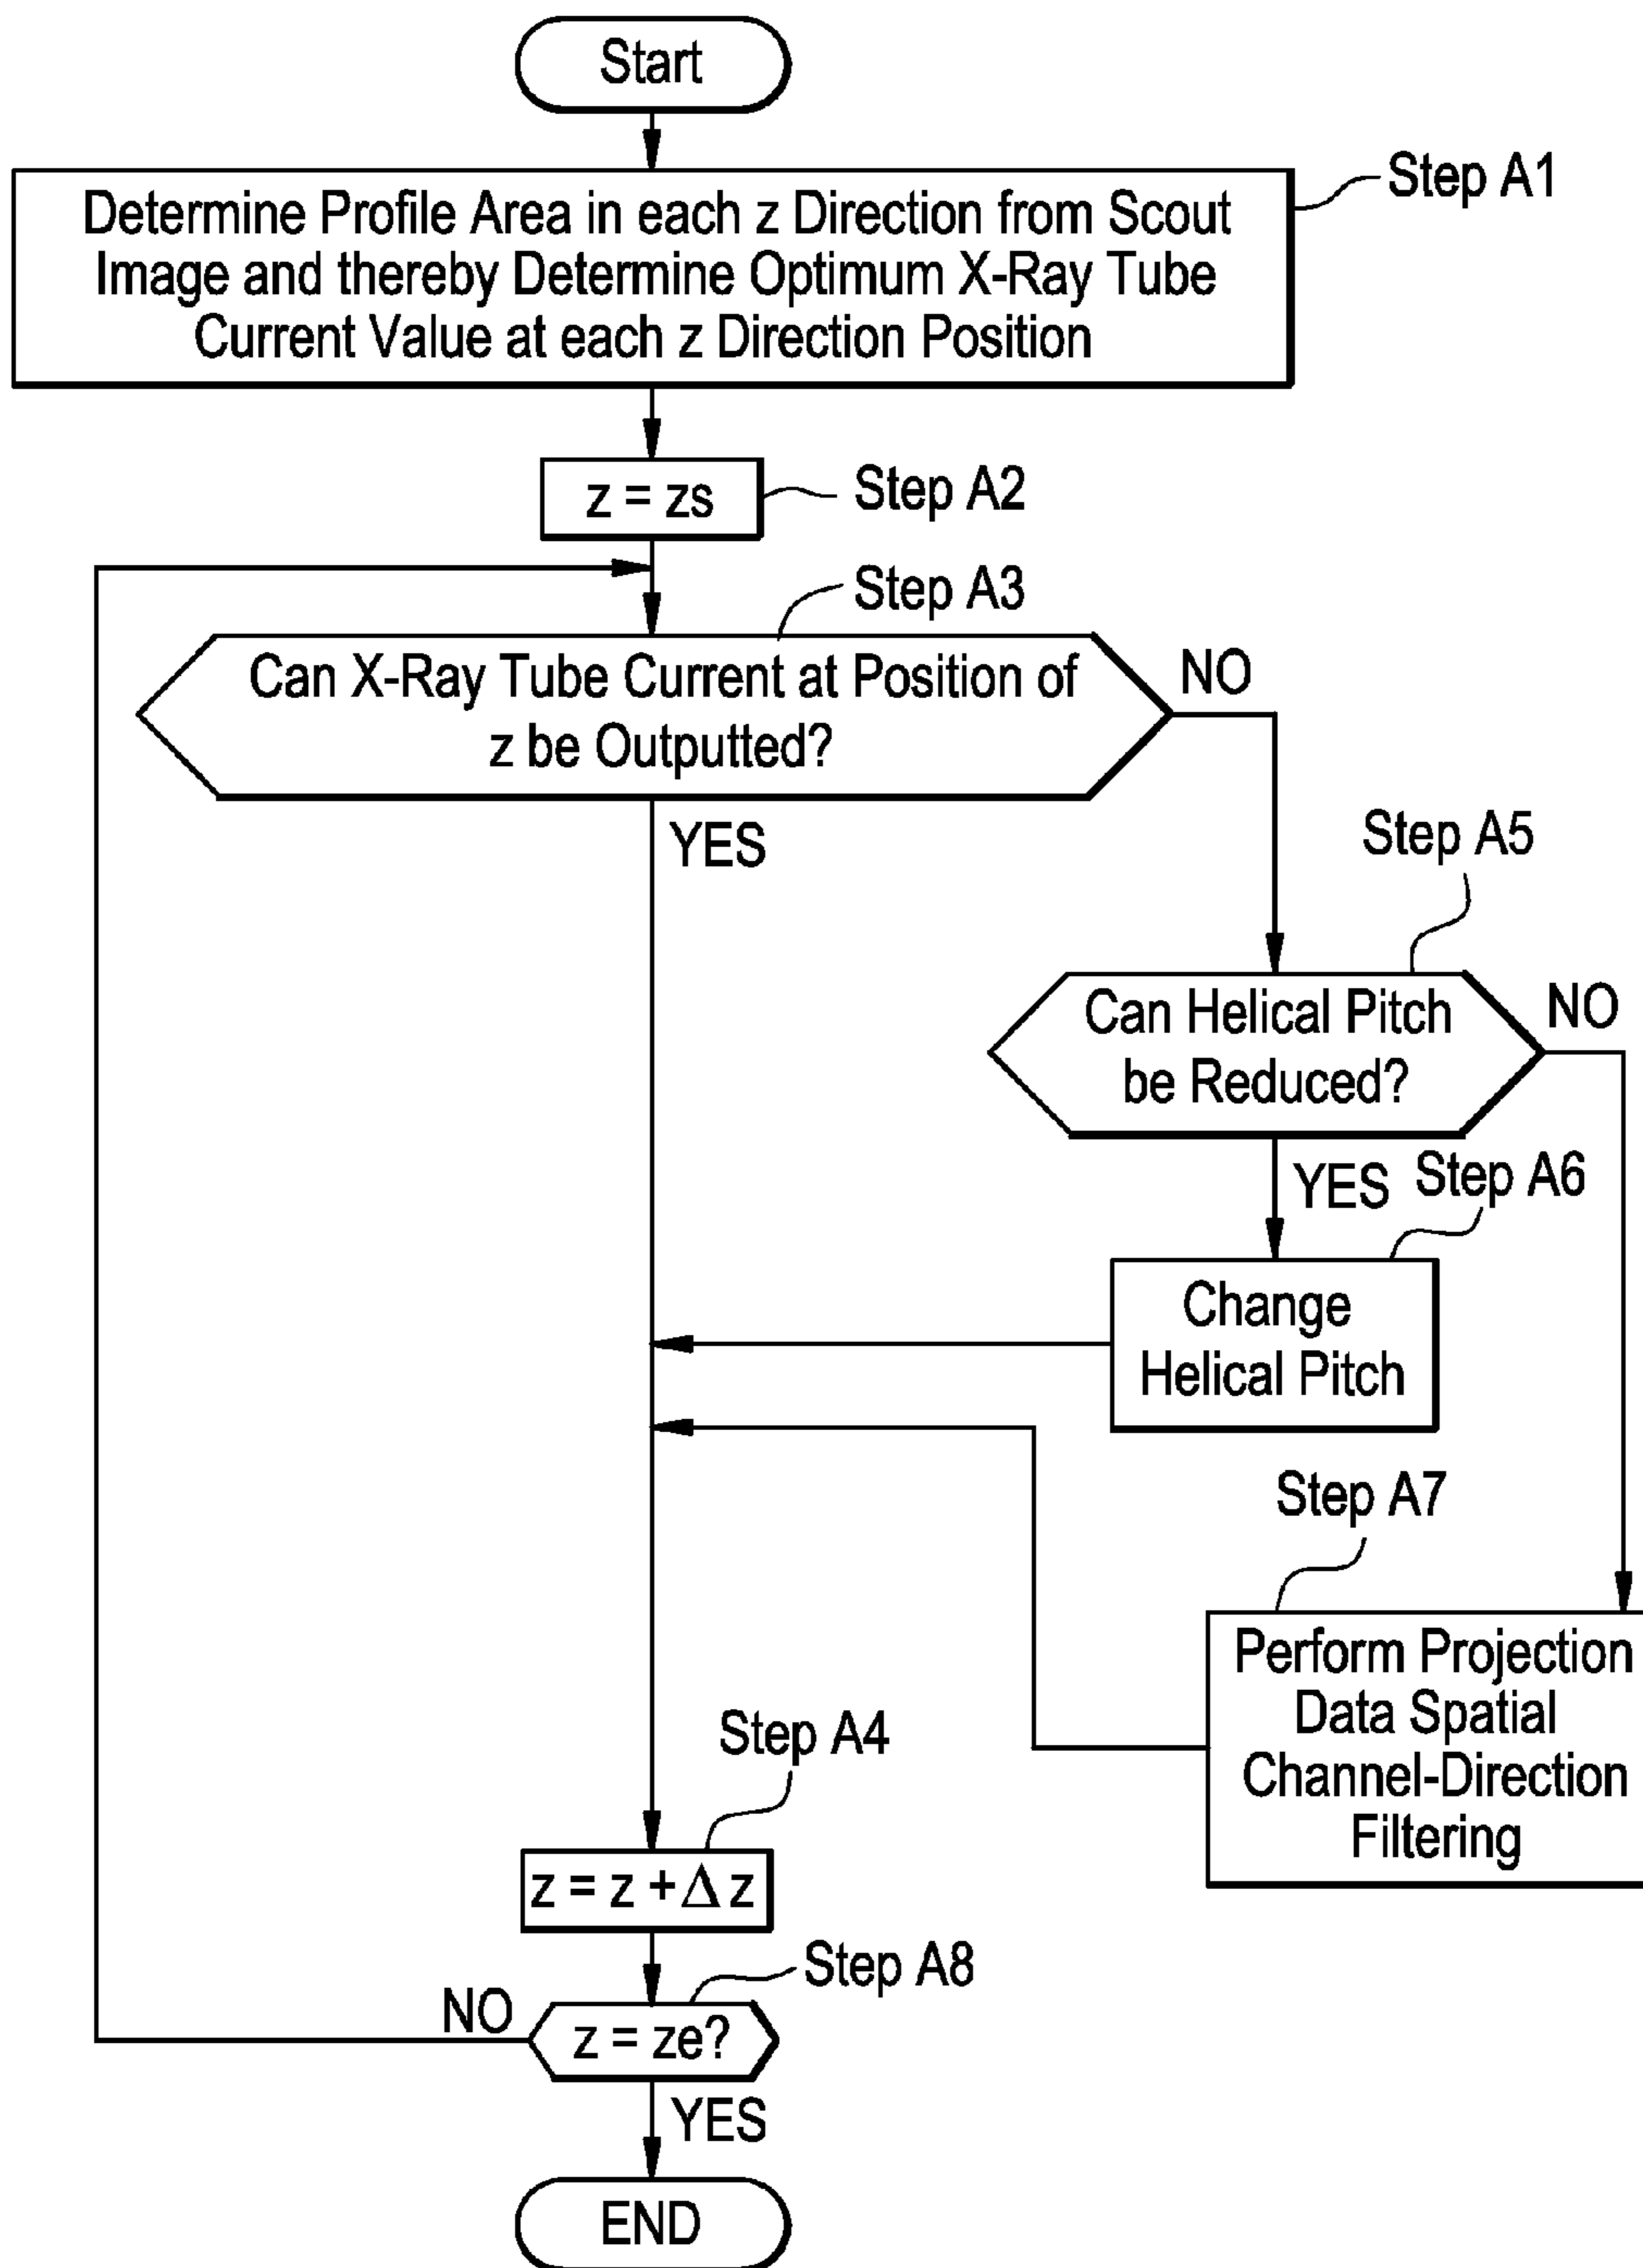 Start
Step A1
Determine Profile Area in each z Direction from Scout
Image and thereby Determine Optimum X-Ray Tube
Current Value at each z Direction Position
z = zs
Step A2
Step A3
Can X-Ray Tube Current at Position of
z be Outputted?
NO
YES
Step A5
Can Helical Pitch
be Reduced?
NO
YES
Step A6
Change
Helical Pitch
Step A7
Perform Projection
Data Spatial
Channel-Direction
Filtering
Step A4
z = z + Δ z
Step A8
NO
z = ze?
YES
END